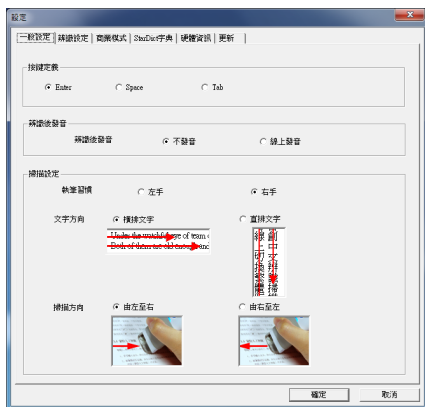 設定
一般設定 辨識設定 商業模式 StarDict字典 硬體資訊 更新
按鍵定義
Enter Space Tab
辨識後發音
辨識後發音 不發音 線上發音
掃描設定
執筆習慣 左手 右手
文字方向 橫排文字 直排文字
Under the watchful eye of team
Both of them are old
掃描方向 由左至右 由右至左
確定 取消